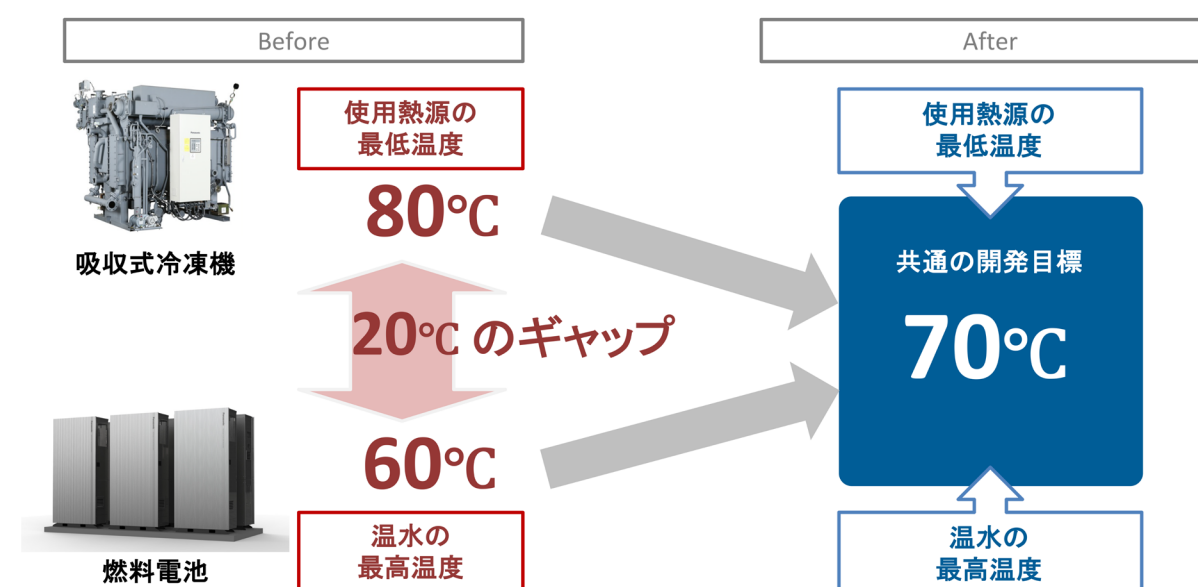 Before
After
使用熱源の
最低温度
80℃
吸収式冷凍機
20℃ のギャップ
60℃
温水の
最高温度
燃料電池
使用熱源の
最低温度
共通の開発目標
70℃
温水の
最高温度